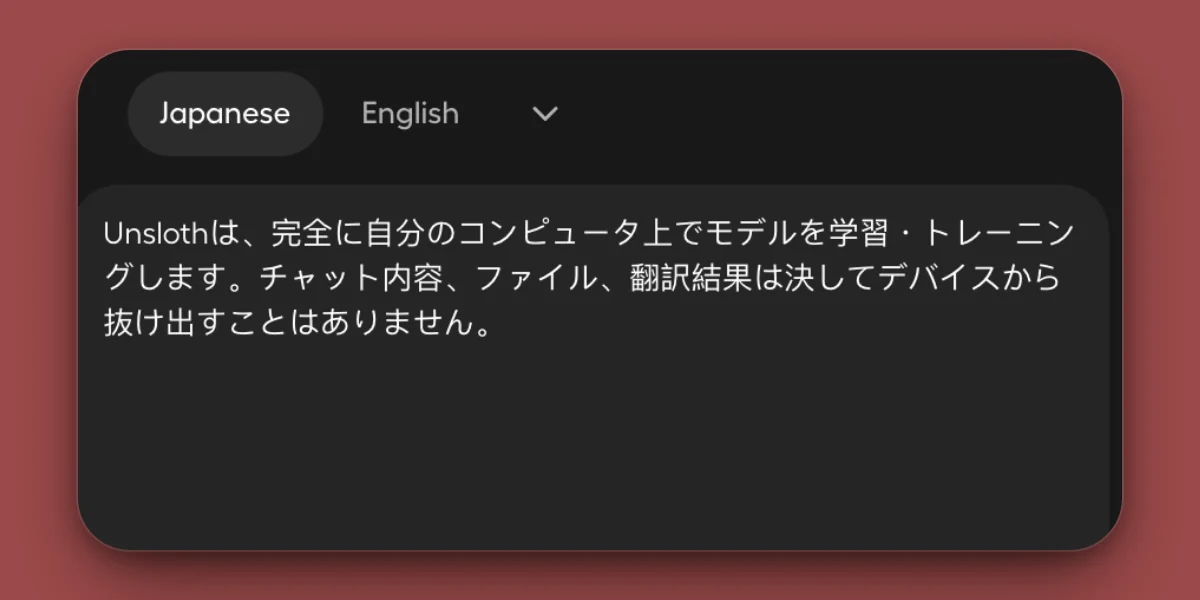 Japanese
English
Unslothは、完全に自分のコンピュータ上でモデルを学習・トレーニン
グします。チャット内容、ファイル、翻訳結果は決してデバイスから
抜け出すことはありません。